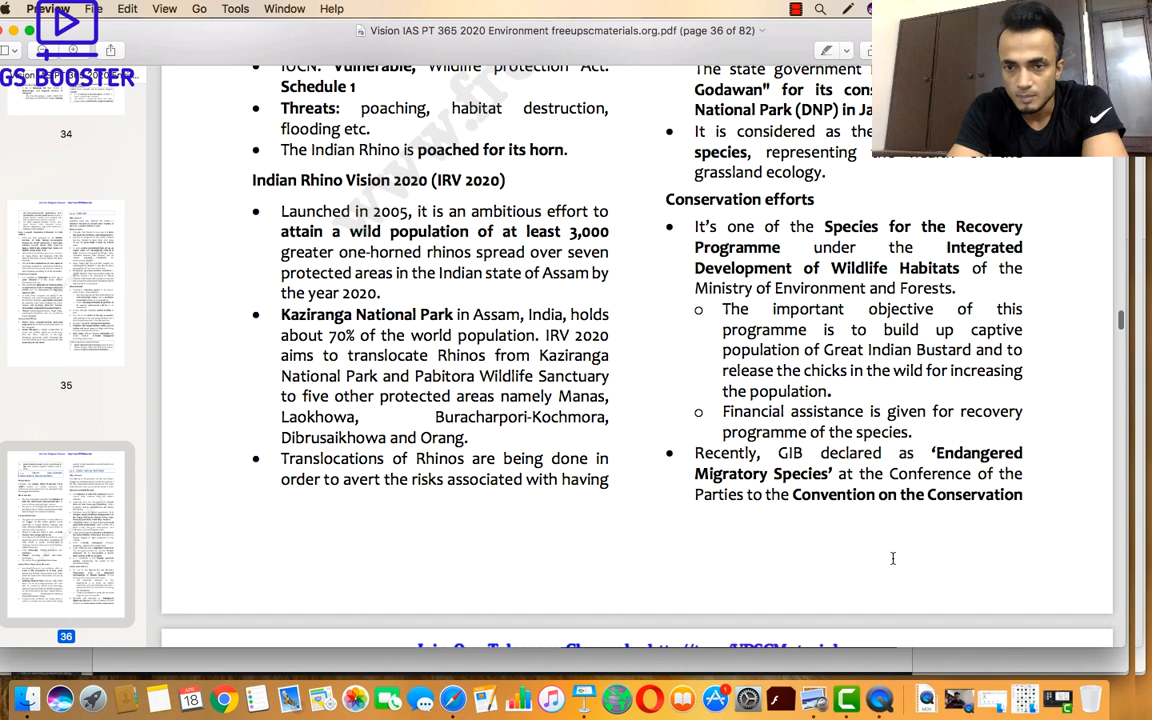 Preview File Edit View Go Tools Window Help
Vision IAS PT 365 2020 Environment freeupscmaterials.org.pdf (page 36 of 82)
GS BOOSTER
34
35
36
IUCN: Vulnerable, Wildlife protection Act:
Schedule 1
Threats: poaching, habitat destruction,
flooding etc.
The Indian Rhino is poached for its horn.
Indian Rhino Vision 2020 (IRV 2020)
Launched in 2005, it is an ambitious effort to
attain a wild population of at least 3,000
greater one-horned rhinos spread over seven
protected areas in the Indian state of Assam by
the year 2020.
Kaziranga National Park in Assam, India, holds
about 70% of the world population. IRV 2020
aims to translocate Rhinos from Kaziranga
National Park and Pabitora Wildlife Sanctuary
to five other protected areas namely Manas,
Laokhowa, Buracharpori-Kochmora,
Dibrusaikhowa and Orang.
Translocations of Rhinos are being done in
order to avert the risks associated with having
The state government
Godawan" for its
National Park (DNP) in
It is considered as the
species, representing
grassland ecology.
Conservation efforts
It's one of the Species for the Recovery
Programme under the Integrated
Development of Wildlife Habitats of the
Ministry of Environment and Forests.
o The important objective of this
programme is to build up captive
population of Great Indian Bustard and to
release the chicks in the wild for increasing
the population.
o Financial assistance is given for recovery
programme of the species.
Recently, GIB declared as ‘Endangered
Migratory Species’ at the Conference of the
Parties to the Convention on the Conservation
APR
18